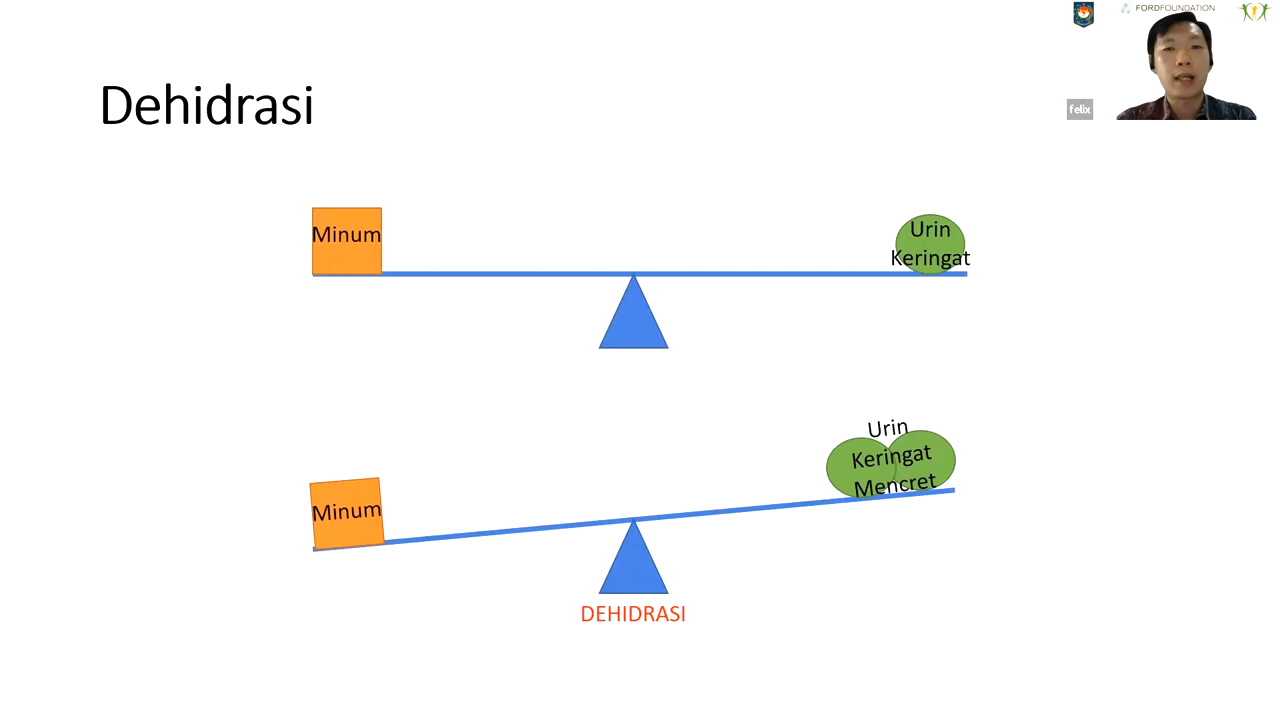 FORDFOUNDATION
felix
Dehidrasi
Minum
Urin
Keringat
Urin
Keringat
Mencret
Minum
DEHIDRASI